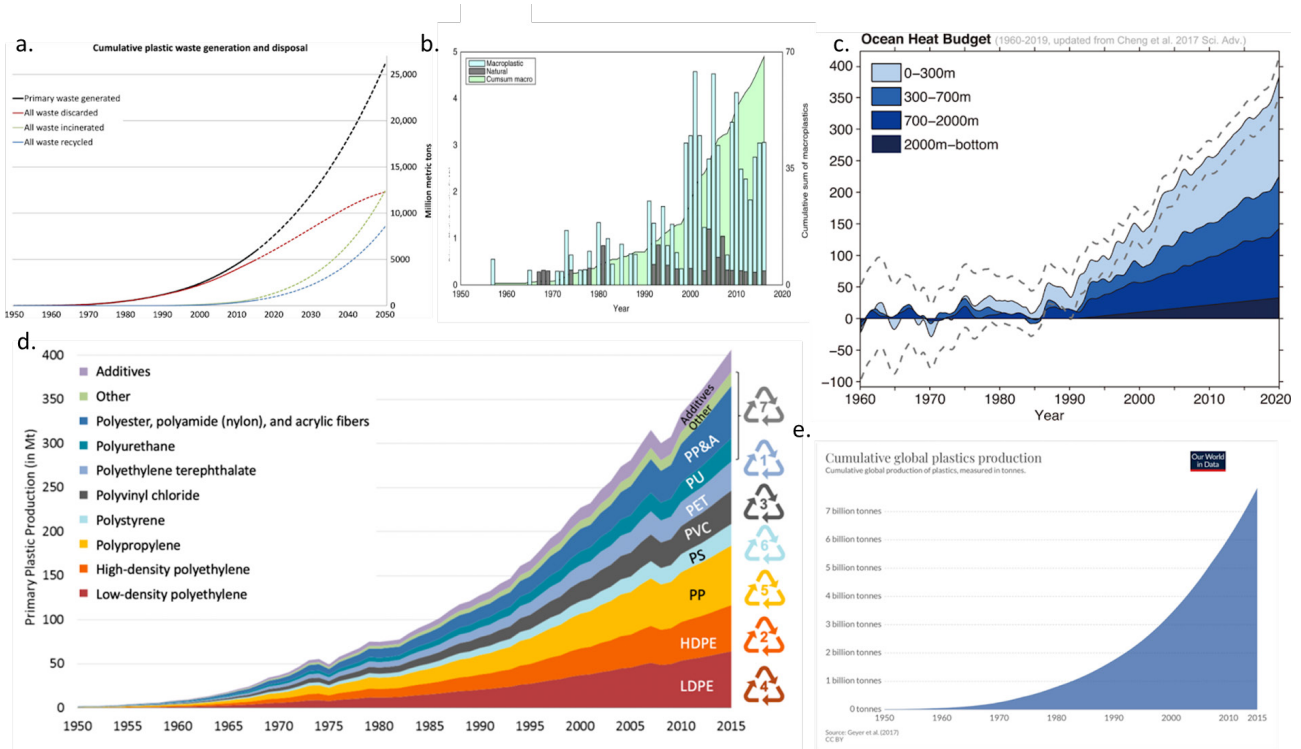 a.
Cumulative plastic waste generation and disposal
Primary waste generated
All waste discarded
All waste incinerated
All waste recycled
25,000
20,000
15,000
10,000
5000
0
Million metric tons
1950 1960 1970 1980 1990 2000 2010 2020 2030 2040 2050
b.
Macroplastic
Natural
Cumsum macro
5
4
3
2
1
0
70
35
0
Cumulative sum of macroplastics
1950 1960 1970 1980 1990 2000 2010 2020
Year
c.
Ocean Heat Budget (1960-2019, updated from Cheng et al. 2017 Sci. Adv.)
0−300m
300−700m
700−2000m
2000m−bottom
400
350
300
250
200
150
100
50
0
−50
−100
1960 1970 1980 1990 2000 2010 2020
Year
d.
Primary Plastic Production (in Mt)
400
350
300
250
200
150
100
50
0
Additives
Other
Polyester, polyamide (nylon), and acrylic fibers
Polyurethane
Polyethylene terephthalate
Polyvinyl chloride
Polystyrene
Polypropylene
High-density polyethylene
Low-density polyethylene
Additives
Other
PP&A
PU
PET
PVC
PS
PP
HDPE
LDPE
7
1
3
6
5
2
4
1950 1955 1960 1965 1970 1975 1980 1985 1990 1995 2000 2005 2010 2015
e.
Cumulative global plastics production
Cumulative global production of plastics, measured in tonnes.
Our World
in Data
7 billion tonnes
6 billion tonnes
5 billion tonnes
4 billion tonnes
3 billion tonnes
2 billion tonnes
1 billion tonnes
0 tonnes
1950 1960 1970 1980 1990 2000 2010 2015
Source: Geyer et al. (2017)
CC BY